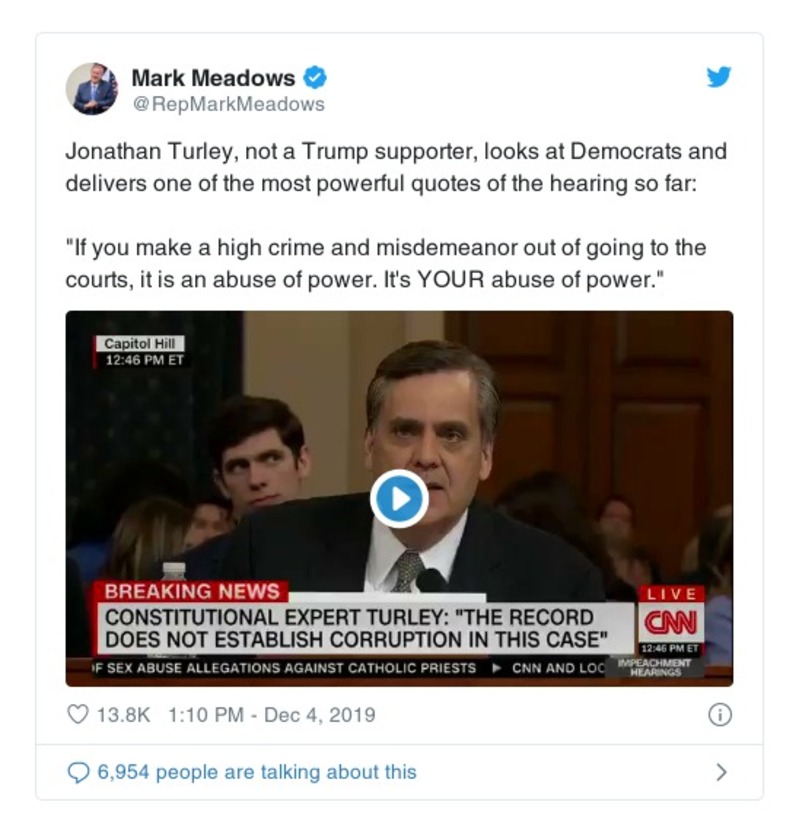 Mark Meadows
@RepMarkMeadows
Jonathan Turley, not a Trump supporter, looks at Democrats and
delivers one of the most powerful quotes of the hearing so far:
"If you make a high crime and misdemeanor out of going to the
courts, it is an abuse of power. It's YOUR abuse of power."
Capitol Hill
12:46 PM ET
BREAKING NEWS
CONSTITUTIONAL EXPERT TURLEY: "THE RECORD
DOES NOT ESTABLISH CORRUPTION IN THIS CASE"
LIVE
CNN
12:46 PM ET
F SEX ABUSE ALLEGATIONS AGAINST CATHOLIC PRIESTS ▶ CNN AND LOC
IMPEACHMENT
HEARINGS
13.8K 1:10 PM - Dec 4, 2019
6,954 people are talking about this